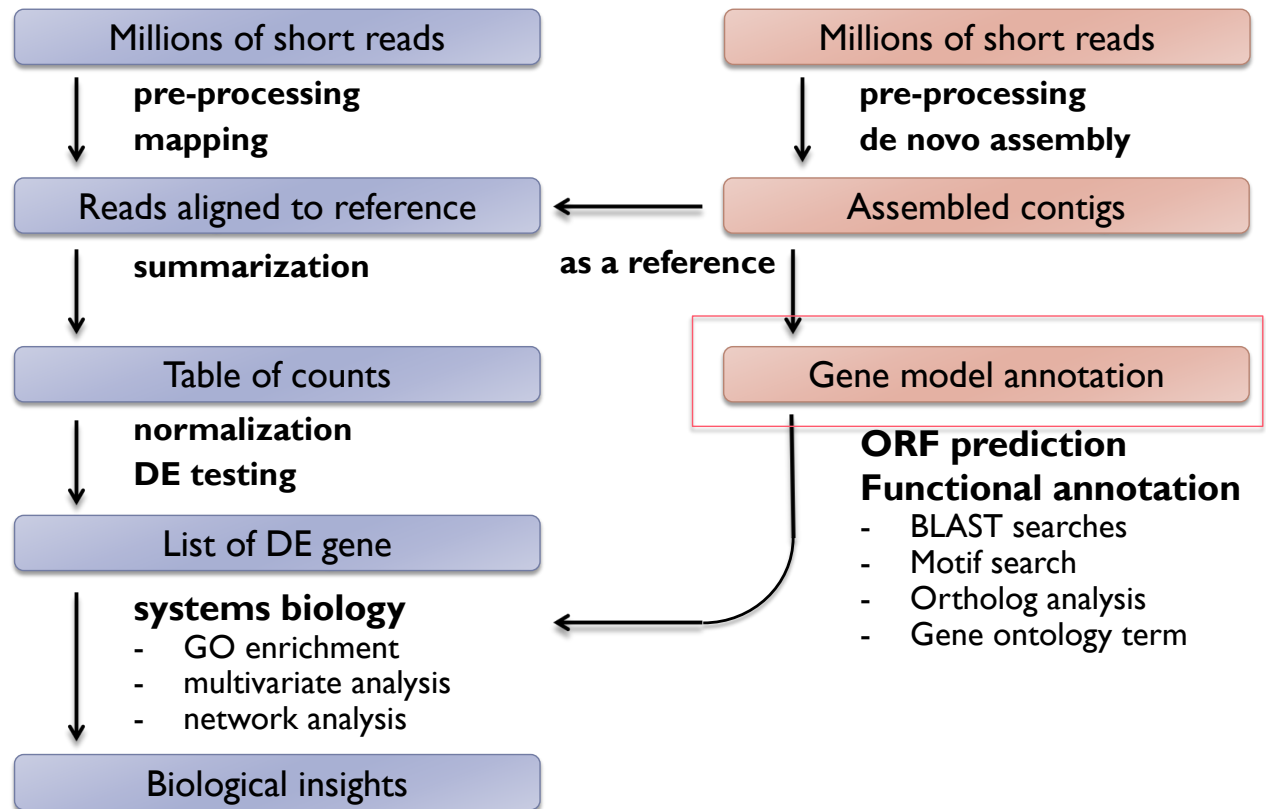 Millions of short reads
pre-processing
mapping
Reads aligned to reference
summarization
Table of counts
normalization
DE testing
List of DE gene
systems biology
- GO enrichment
- multivariate analysis
- network analysis
Biological insights
Millions of short reads
pre-processing
de novo assembly
Assembled contigs
as a reference
Gene model annotation
ORF prediction
Functional annotation
- BLAST searches
- Motif search
- Ortholog analysis
- Gene ontology term